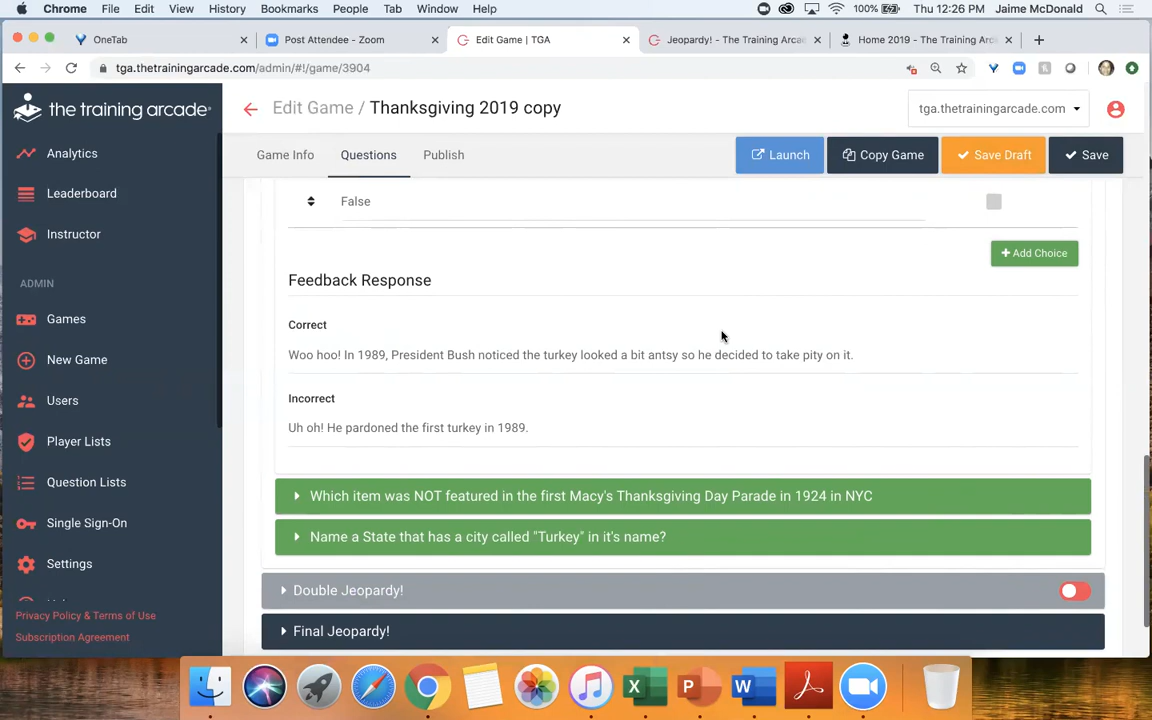 Chrome File Edit View History Bookmarks People Tab Window Help 100% Thu 12:26 PM Jaime McDonald
OneTab
Post Attendee - Zoom
Edit Game | TGA
Jeopardy! - The Training Arca
Home 2019 - The Training Arc
tga.thetrainingarcade.com/admin/#!/game/3904
the training arcade
Edit Game / Thanksgiving 2019 copy
tga.thetrainingarcade.com
Game Info Questions Publish
Launch Copy Game Save Draft Save
Analytics
Leaderboard
Instructor
ADMIN
Games
New Game
Users
Player Lists
Question Lists
Single Sign-On
Settings
Privacy Policy & Terms of Use
Subscription Agreement
False
+ Add Choice
Feedback Response
Correct
Woo hoo! In 1989, President Bush noticed the turkey looked a bit antsy so he decided to take pity on it.
Incorrect
Uh oh! He pardoned the first turkey in 1989.
Which item was NOT featured in the first Macy's Thanksgiving Day Parade in 1924 in NYC
Name a State that has a city called "Turkey" in it's name?
Double Jeopardy!
Final Jeopardy!